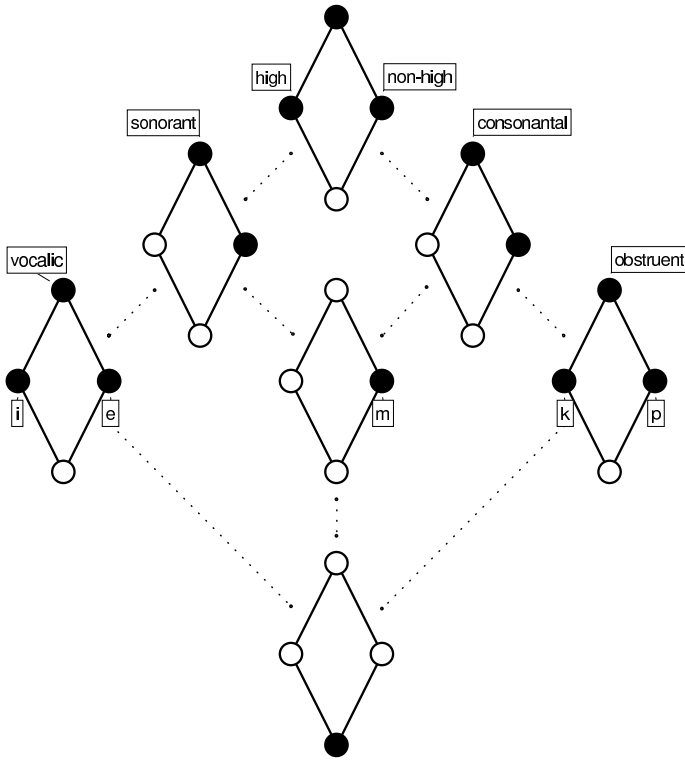 high
non-high
sonorant
consonantal
vocalic
obstruent
i
e
m
k
p